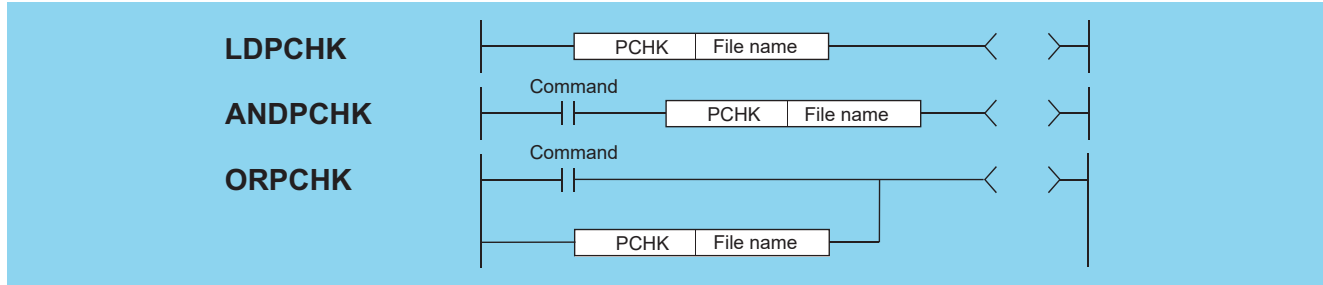 LDPCHK
PCHK File name
Command
ANDPCHK
PCHK File name
Command
ORPCHK
PCHK File name